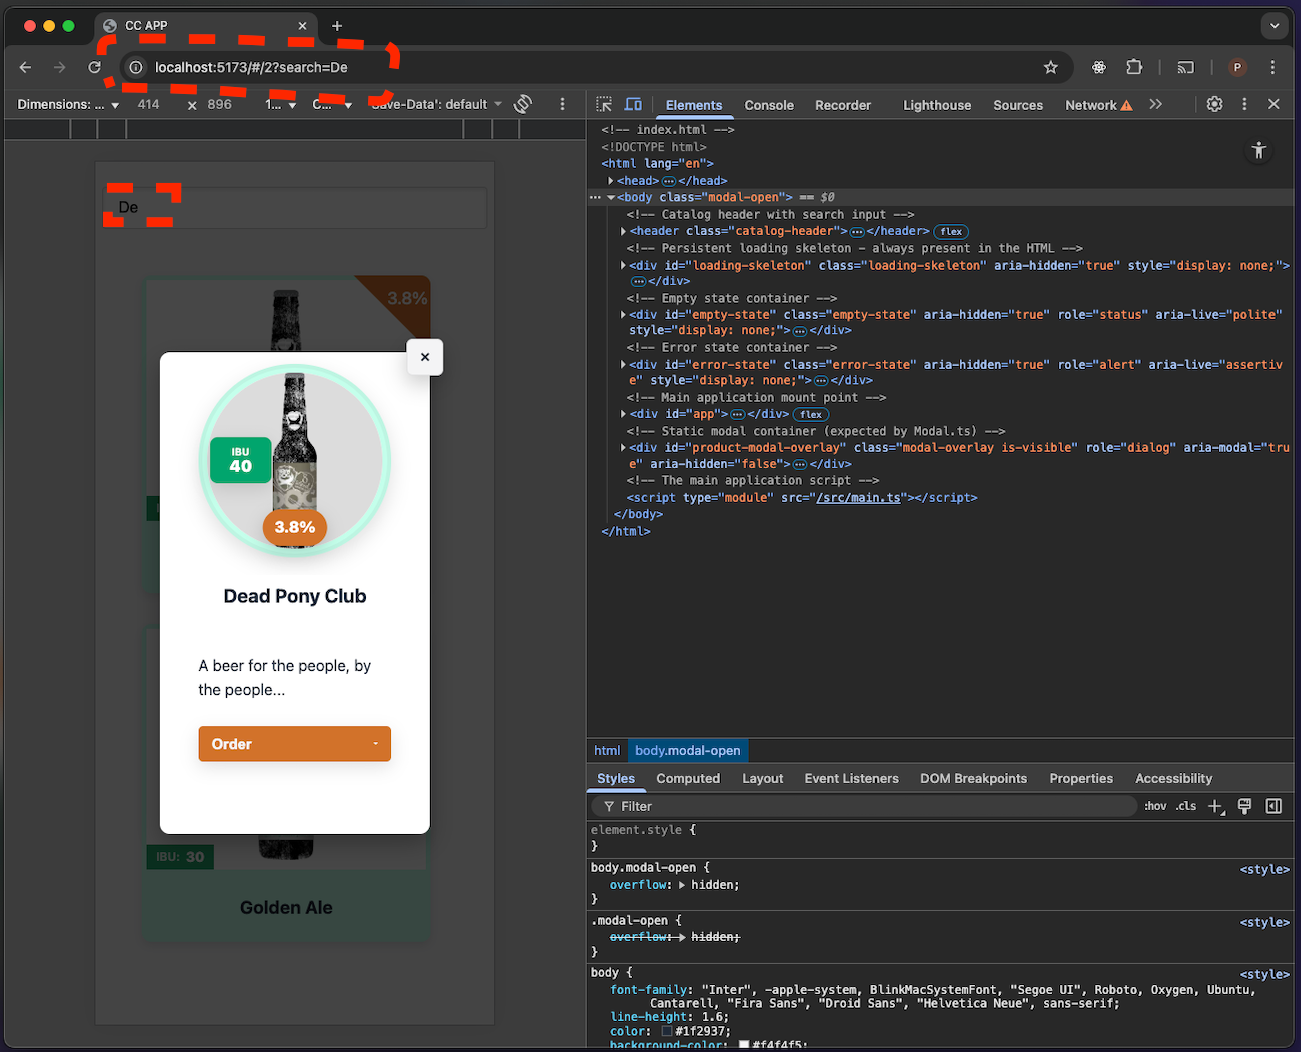 CC APP
localhost:5173/#/2?search=De
P
Dimensions: ... 414 × 896 1... C... ave-Data': default
Elements Console Recorder Lighthouse Sources Network
De
3.8%
×
IBU
40
3.8%
Dead Pony Club
A beer for the people, by
the people...
Order
IBU: 30
Golden Ale
<!-- index.html -->
<!DOCTYPE html>
<html lang="en">
<head>…</head>
<body class="modal-open"> == $0
<!-- Catalog header with search input -->
<header class="catalog-header">…</header> flex
<!-- Persistent loading skeleton – always present in the HTML -->
<div id="loading-skeleton" class="loading-skeleton" aria-hidden="true" style="display: none;">
…</div>
<!-- Empty state container -->
<div id="empty-state" class="empty-state" aria-hidden="true" role="status" aria-live="polite"
style="display: none;">…</div>
<!-- Error state container -->
<div id="error-state" class="error-state" aria-hidden="true" role="alert" aria-live="assertiv
e" style="display: none;">…</div>
<!-- Main application mount point -->
<div id="app">…</div> flex
<!-- Static modal container (expected by Modal.ts) -->
<div id="product-modal-overlay" class="modal-overlay is-visible" role="dialog" aria-modal="tru
e" aria-hidden="false">…</div>
<!-- The main application script -->
<script type="module" src="/src/main.ts"></script>
</body>
</html>
html body.modal-open
Styles Computed Layout Event Listeners DOM Breakpoints Properties Accessibility
Filter :hov .cls
element.style {
}
body.modal-open { <style>
overflow: hidden;
}
.modal-open { <style>
overflow: hidden;
}
body { <style>
font-family: "Inter", -apple-system, BlinkMacSystemFont, "Segoe UI", Roboto, Oxygen, Ubuntu,
Cantarell, "Fira Sans", "Droid Sans", "Helvetica Neue", sans-serif;
line-height: 1.6;
color: #1f2937;
background-color: #f4f4f5;